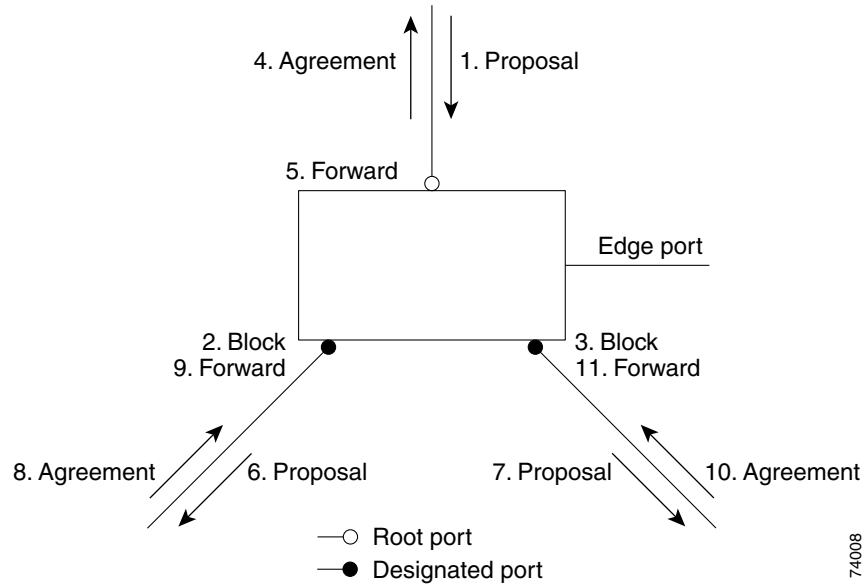 4. Agreement
1. Proposal
5. Forward
Edge port
2. Block
9. Forward
3. Block
11. Forward
8. Agreement
6. Proposal
7. Proposal
10. Agreement
Root port
Designated port
74008